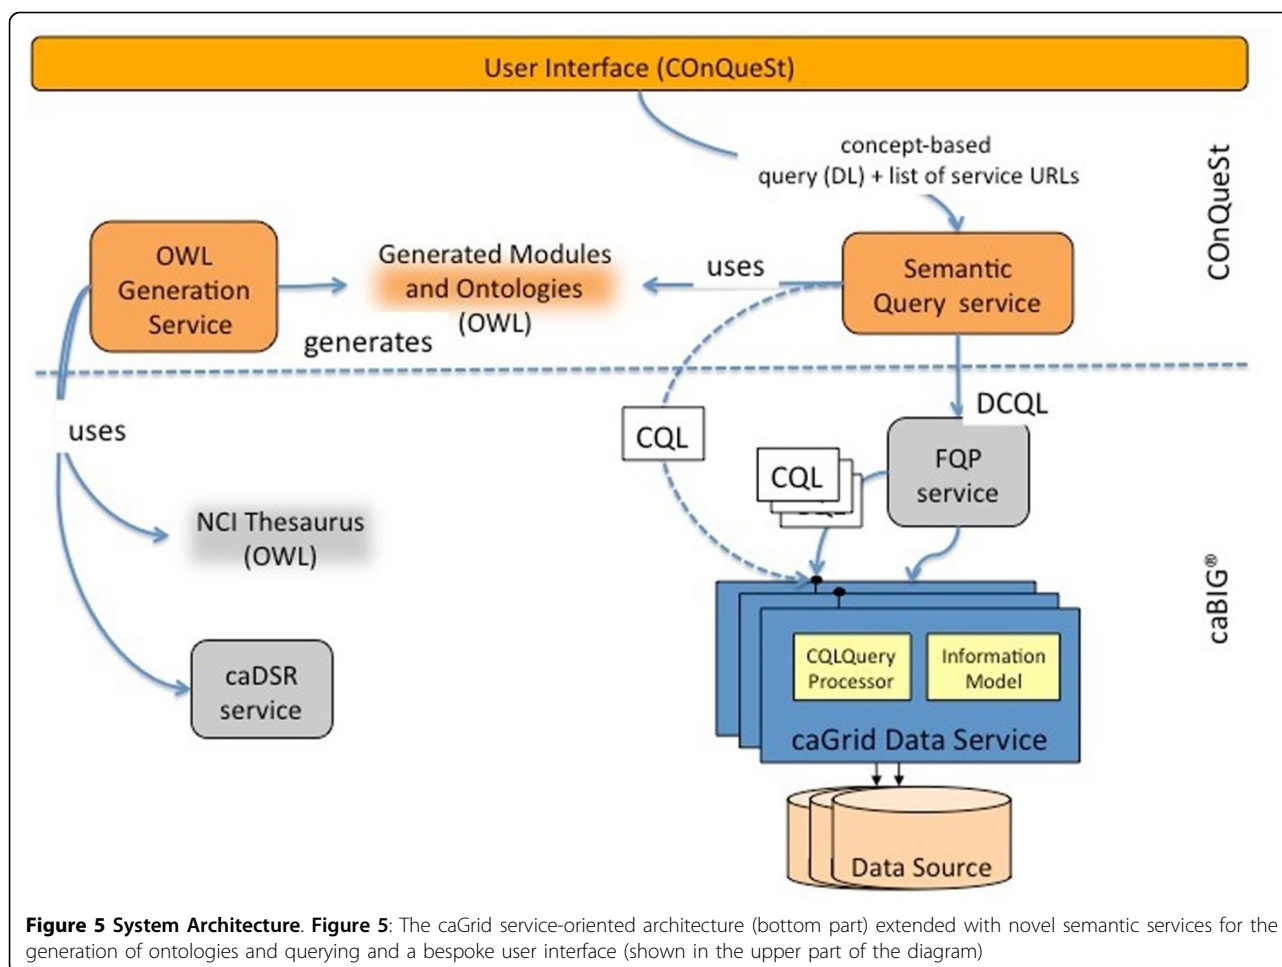 User Interface (COnQueSt)
concept-based
query (DL) + list of service URLs
COnQueSt
OWL
Generation
Service
Generated Modules
and Ontologies
(OWL)
uses
Semantic
Query service
generates
uses
DCQL
CQL
FQP
service
CQL
NCI Thesaurus
(OWL)
caBIG®
caDSR
service
CQLQuery
Processor
Information
Model
caGrid Data Service
Data Source
Figure 5 System Architecture. Figure 5: The caGrid service-oriented architecture (bottom part) extended with novel semantic services for the
generation of ontologies and querying and a bespoke user interface (shown in the upper part of the diagram)